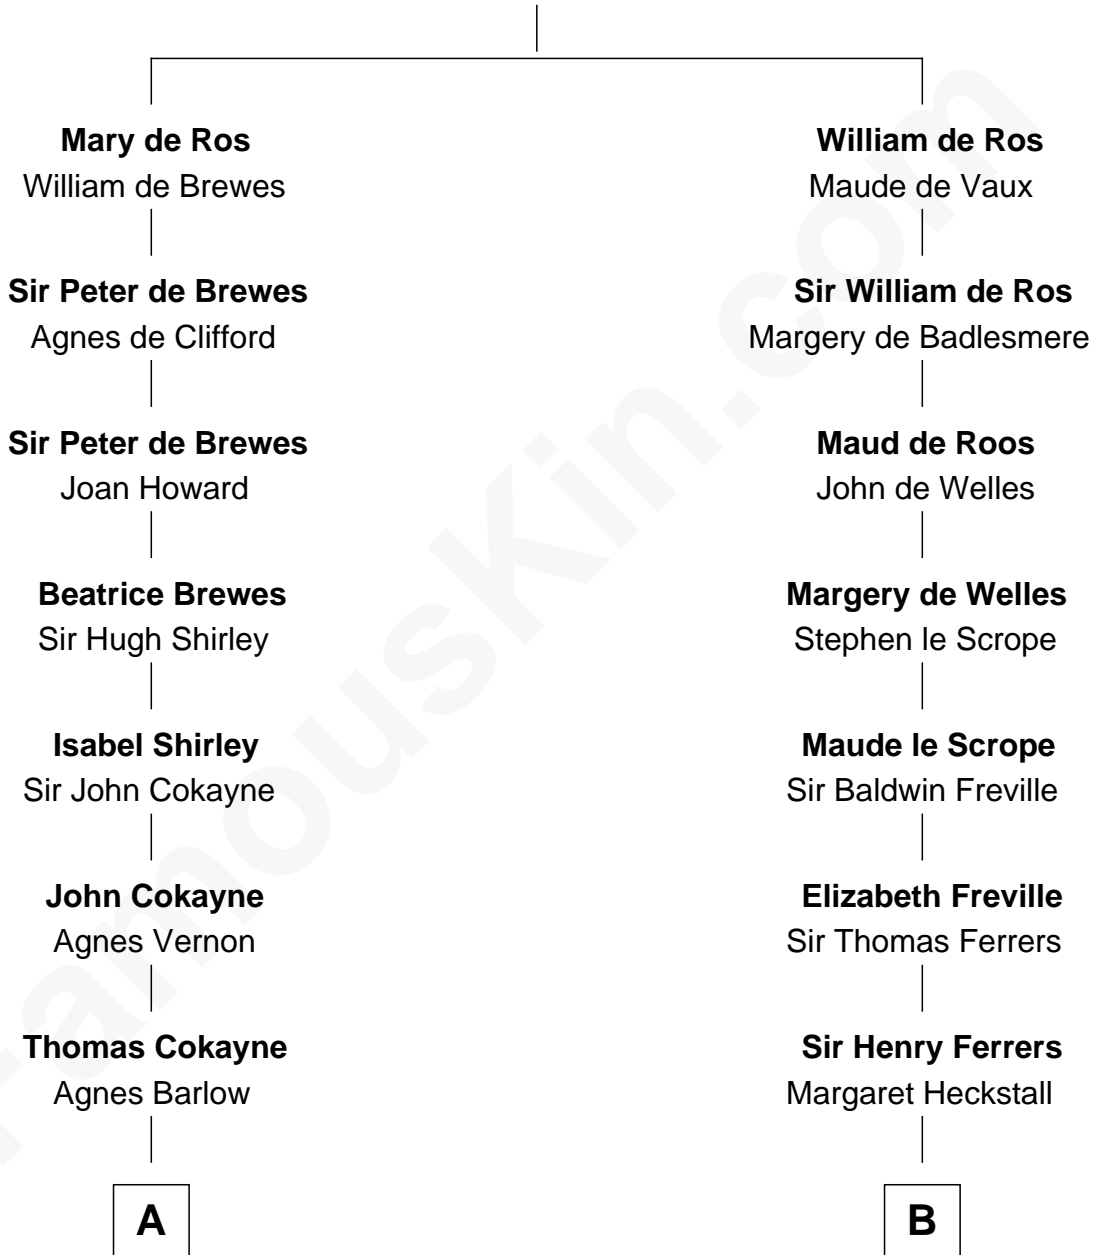 Mary de Ros
William de Brewes
William de Ros
Maude de Vaux
Sir Peter de Brewes
Agnes de Clifford
Sir William de Ros
Margery de Badlesmere
Sir Peter de Brewes
Joan Howard
Maud de Roos
John de Welles
Beatrice Brewes
Sir Hugh Shirley
Margery de Welles
Stephen le Scrope
Isabel Shirley
Sir John Cokayne
Maude le Scrope
Sir Baldwin Freville
John Cokayne
Agnes Vernon
Elizabeth Freville
Sir Thomas Ferrers
Thomas Cokayne
Agnes Barlow
Sir Henry Ferrers
Margaret Heckstall
A
B
FamousKin.com